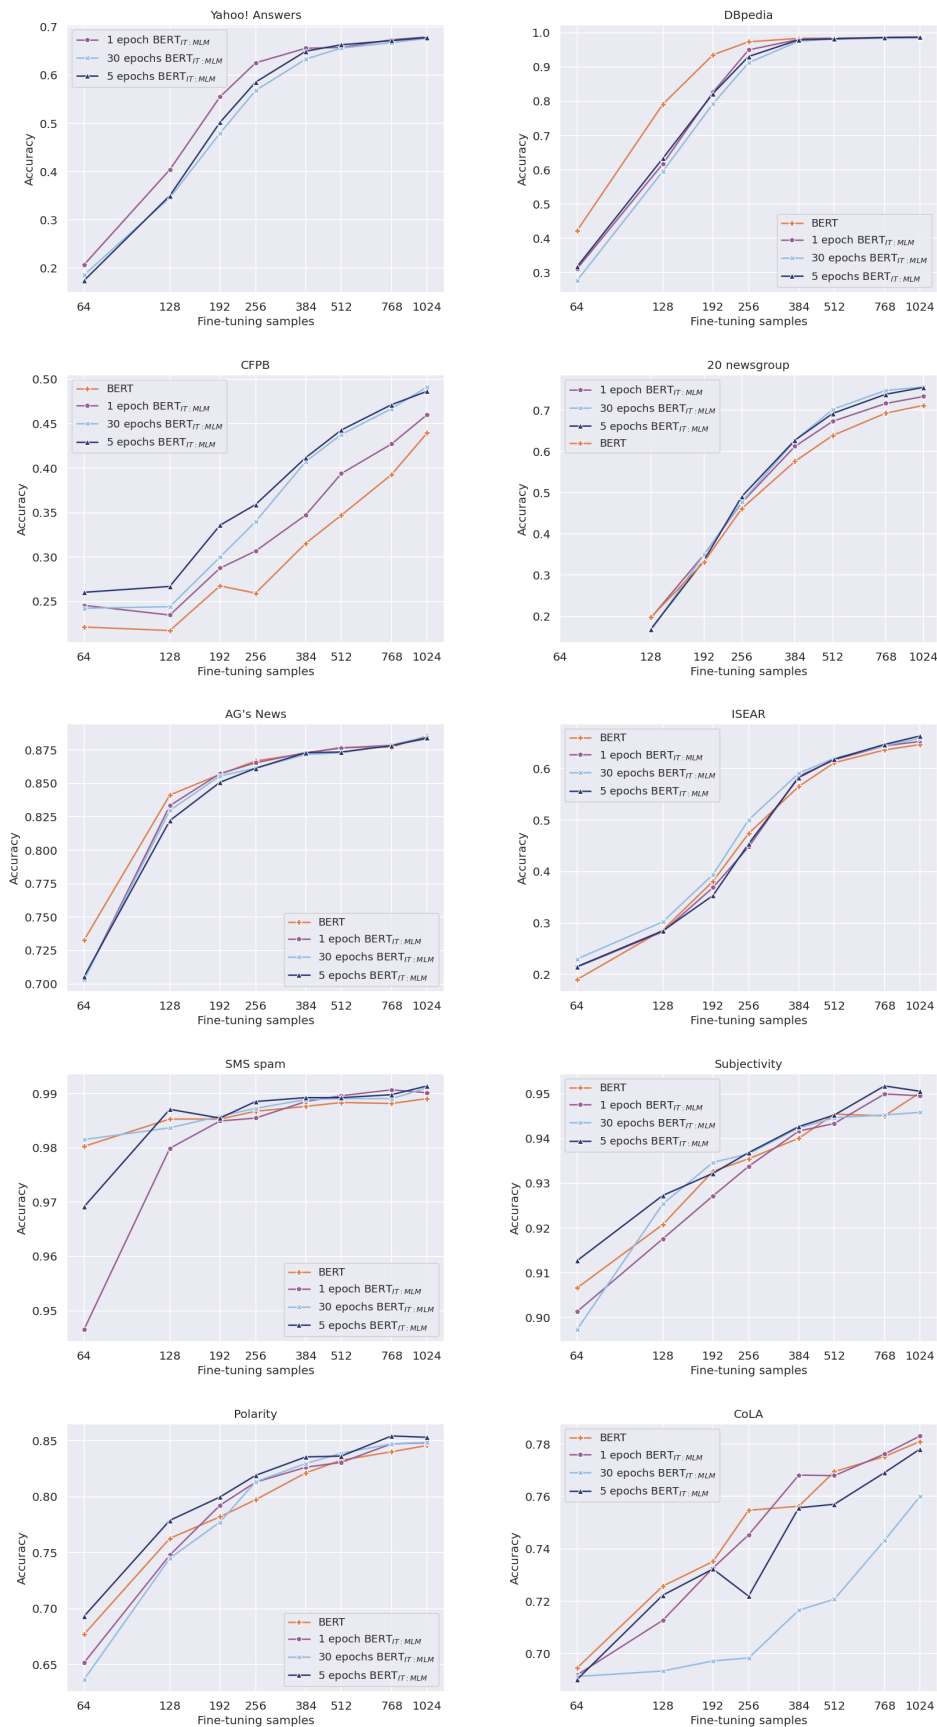 Yahoo! Answers
0.7
0.6
0.5
0.4
0.3
0.2
Accuracy
1 epoch BERT_IT:MLM
30 epochs BERT_IT:MLM
5 epochs BERT_IT:MLM
64 128 192 256 384 512 768 1024
Fine-tuning samples
DBpedia
1.0
0.9
0.8
0.7
0.6
0.5
0.4
0.3
Accuracy
BERT
1 epoch BERT_IT:MLM
30 epochs BERT_IT:MLM
5 epochs BERT_IT:MLM
64 128 192 256 384 512 768 1024
Fine-tuning samples
CFPB
0.50
0.45
0.40
0.35
0.30
0.25
Accuracy
BERT
1 epoch BERT_IT:MLM
30 epochs BERT_IT:MLM
5 epochs BERT_IT:MLM
64 128 192 256 384 512 768 1024
Fine-tuning samples
20 newsgroup
0.7
0.6
0.5
0.4
0.3
0.2
Accuracy
1 epoch BERT_IT:MLM
30 epochs BERT_IT:MLM
5 epochs BERT_IT:MLM
BERT
64 128 192 256 384 512 768 1024
Fine-tuning samples
AG’s News
0.875
0.850
0.825
0.800
0.775
0.750
0.725
0.700
Accuracy
BERT
1 epoch BERT_IT:MLM
30 epochs BERT_IT:MLM
5 epochs BERT_IT:MLM
64 128 192 256 384 512 768 1024
Fine-tuning samples
ISEAR
0.6
0.5
0.4
0.3
0.2
Accuracy
BERT
1 epoch BERT_IT:MLM
30 epochs BERT_IT:MLM
5 epochs BERT_IT:MLM
64 128 192 256 384 512 768 1024
Fine-tuning samples
SMS spam
0.99
0.98
0.97
0.96
0.95
Accuracy
BERT
1 epoch BERT_IT:MLM
30 epochs BERT_IT:MLM
5 epochs BERT_IT:MLM
64 128 192 256 384 512 768 1024
Fine-tuning samples
Subjectivity
0.95
0.94
0.93
0.92
0.91
0.90
Accuracy
BERT
1 epoch BERT_IT:MLM
30 epochs BERT_IT:MLM
5 epochs BERT_IT:MLM
64 128 192 256 384 512 768 1024
Fine-tuning samples
Polarity
0.85
0.80
0.75
0.70
0.65
Accuracy
BERT
1 epoch BERT_IT:MLM
30 epochs BERT_IT:MLM
5 epochs BERT_IT:MLM
64 128 192 256 384 512 768 1024
Fine-tuning samples
CoLA
0.78
0.76
0.74
0.72
0.70
Accuracy
BERT
1 epoch BERT_IT:MLM
30 epochs BERT_IT:MLM
5 epochs BERT_IT:MLM
64 128 192 256 384 512 768 1024
Fine-tuning samples